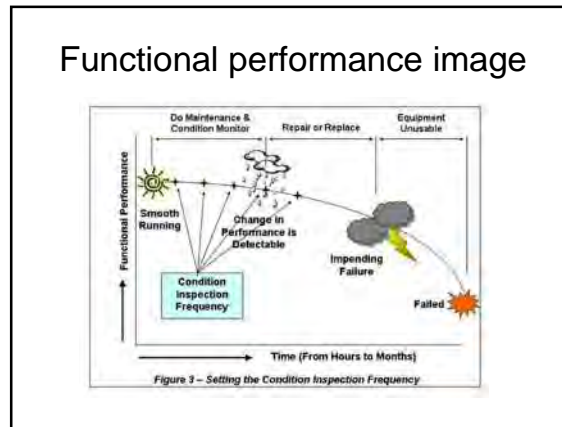 Functional performance image
Do Maintenance &
Condition Monitor
Repair or Replace
Equipment
Unusable
Functional Performance
Smooth
Running
Change in
Performance is
Detectable
Impending
Failure
Condition
Inspection
Frequency
Failed
Time (From Hours to Months)
Figure 3 – Setting the Condition Inspection Frequency